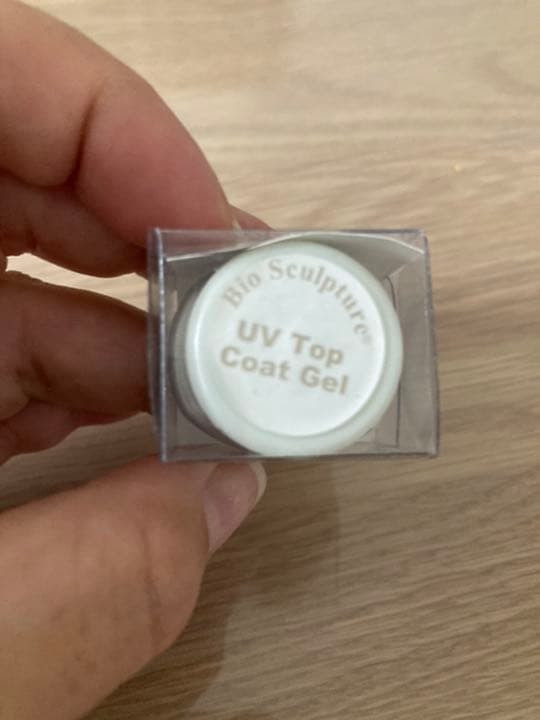 Bio Sculpture®
UV Top
Coat Gel